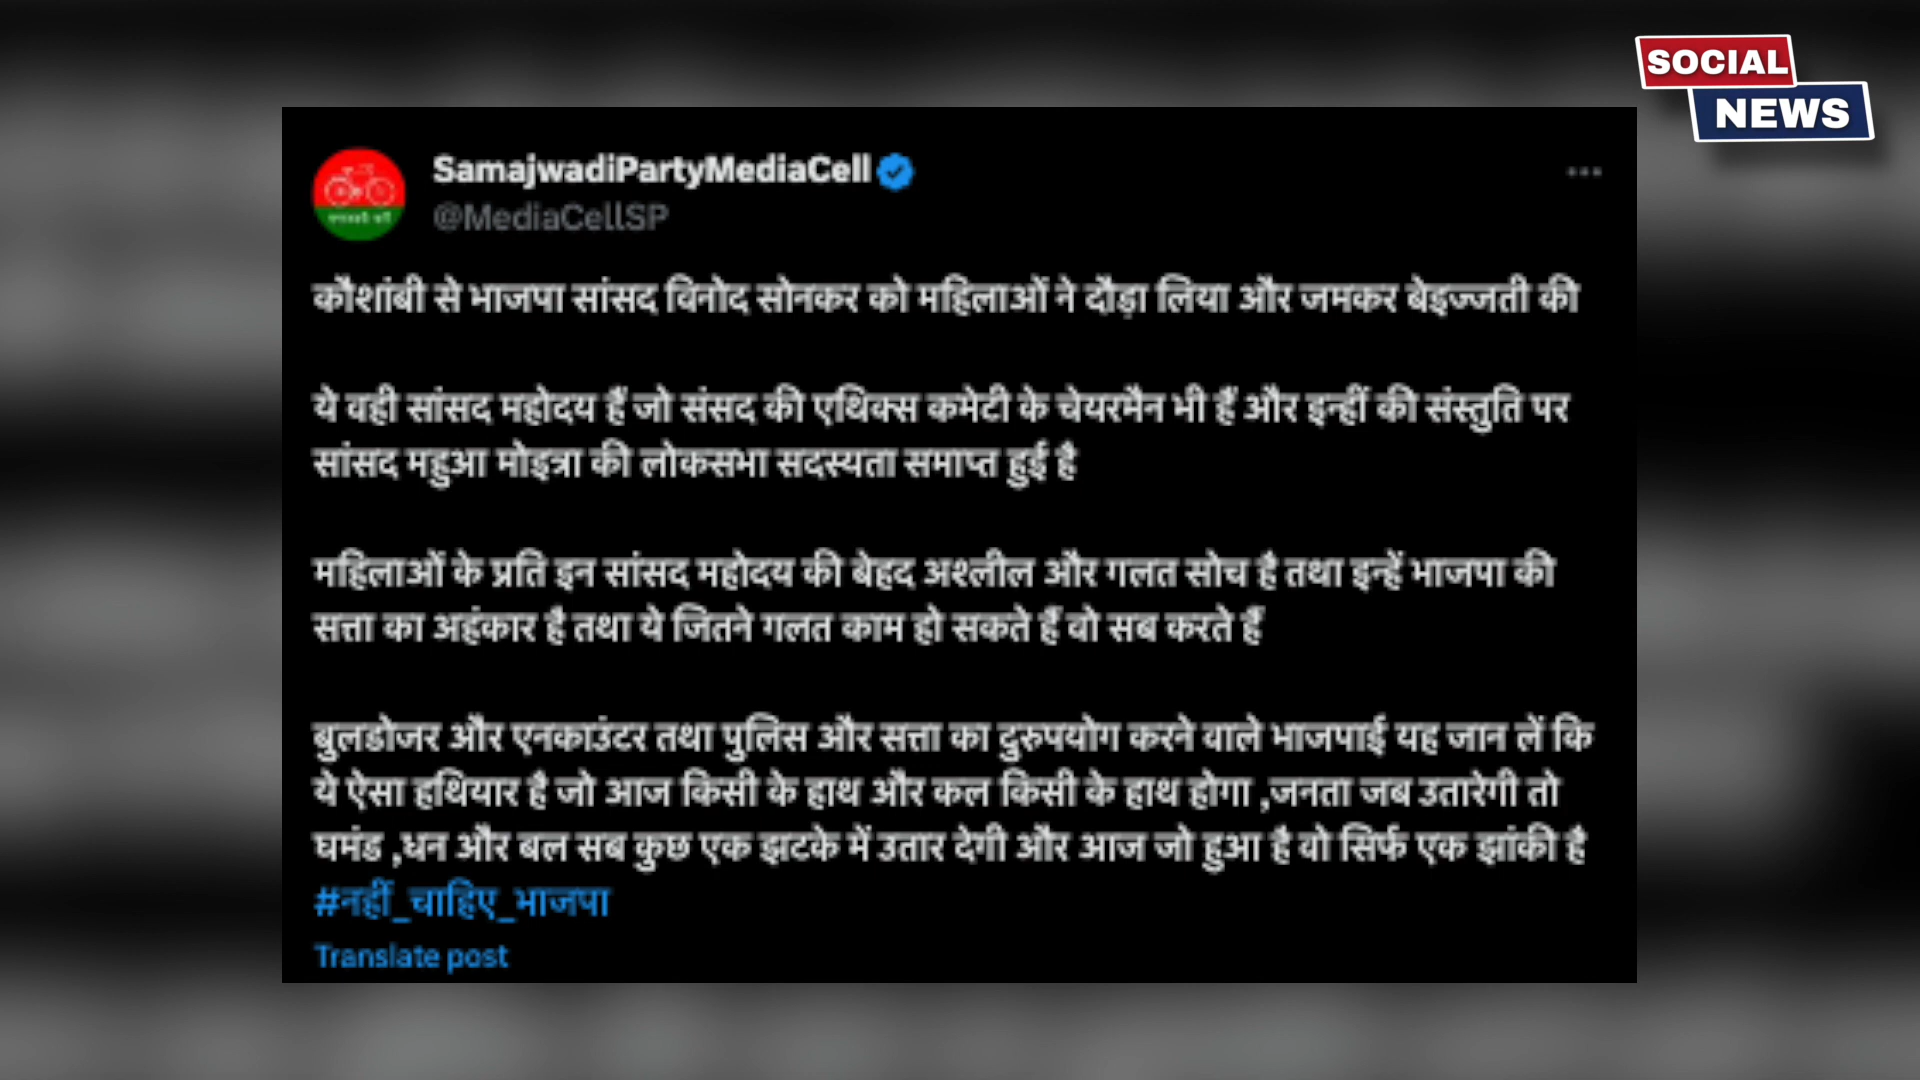 SOCIAL
NEWS
SamajwadiPartyMediaCell
@MediaCellSP
कौशांबी से भाजपा सांसद विनोद सोनकर को महिलाओं ने दौड़ा लिया और जमकर बेइज्जती की
ये वही सांसद महोदय हैं जो संसद की एथिक्स कमेटी के चेयरमैन भी हैं और इन्हीं की संस्तुति पर
सांसद महुआ मोइत्रा की लोकसभा सदस्यता समाप्त हुई है
महिलाओं के प्रति इन सांसद महोदय की बेहद अश्लील और गलत सोच है तथा इन्हें भाजपा की
सत्ता का अहंकार है तथा ये जितने गलत काम हो सकते हैं वो सब करते हैं
बुलडोजर और एनकाउंटर तथा पुलिस और सत्ता का दुरुपयोग करने वाले भाजपाई यह जान लें कि
ये ऐसा हथियार है जो आज किसी के हाथ और कल किसी के हाथ होगा ,जनता जब उतारेगी तो
घमंड ,धन और बल सब कुछ एक झटके में उतार देगी और आज जो हुआ है वो सिर्फ एक झांकी है
#नहीं_चाहिए_भाजपा
Translate post